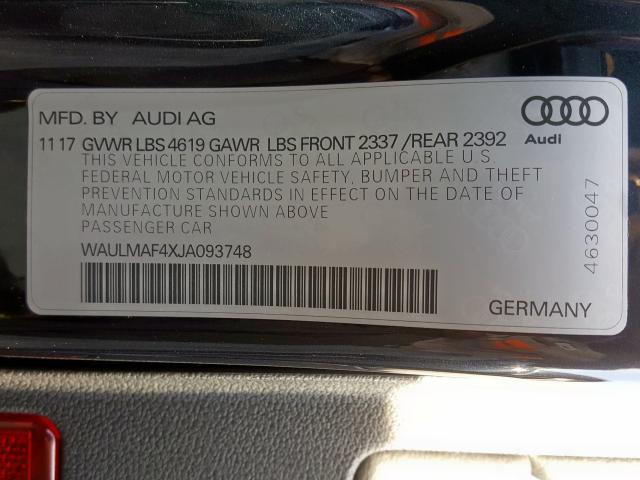 MFD. BY AUDI AG
11 17 GVWR LBS 4619 GAWR LBS FRONT 2337 /REAR 2392
THIS VEHICLE CONFORMS TO ALL APPLICABLE U.S.
FEDERAL MOTOR VEHICLE SAFETY, BUMPER AND THEFT
PREVENTION STANDARDS IN EFFECT ON THE DATE OF
MANUFACTURE SHOWN ABOVE
PASSENGER CAR
WAULMAF4XJA093748
Audi
4630047
GERMANY